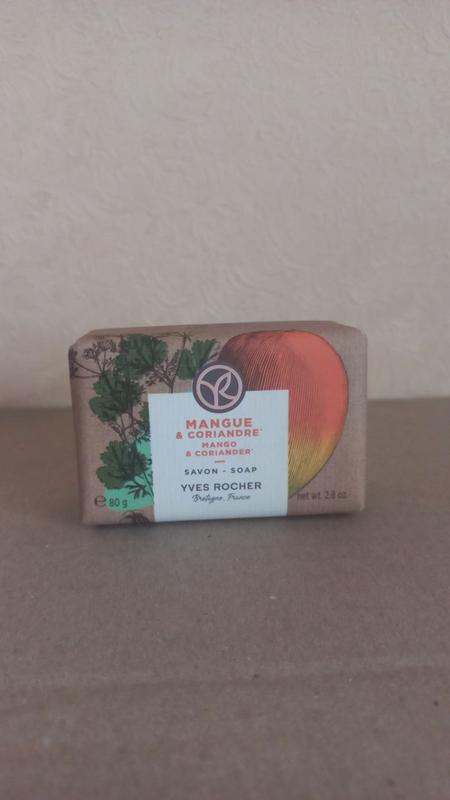 MANGUE
& CORIANDRE*
MANGO
& CORIANDER*
SAVON - SOAP
YVES ROCHER
Bretagne, France
℮ 80 g
net wt. 2.8 oz.